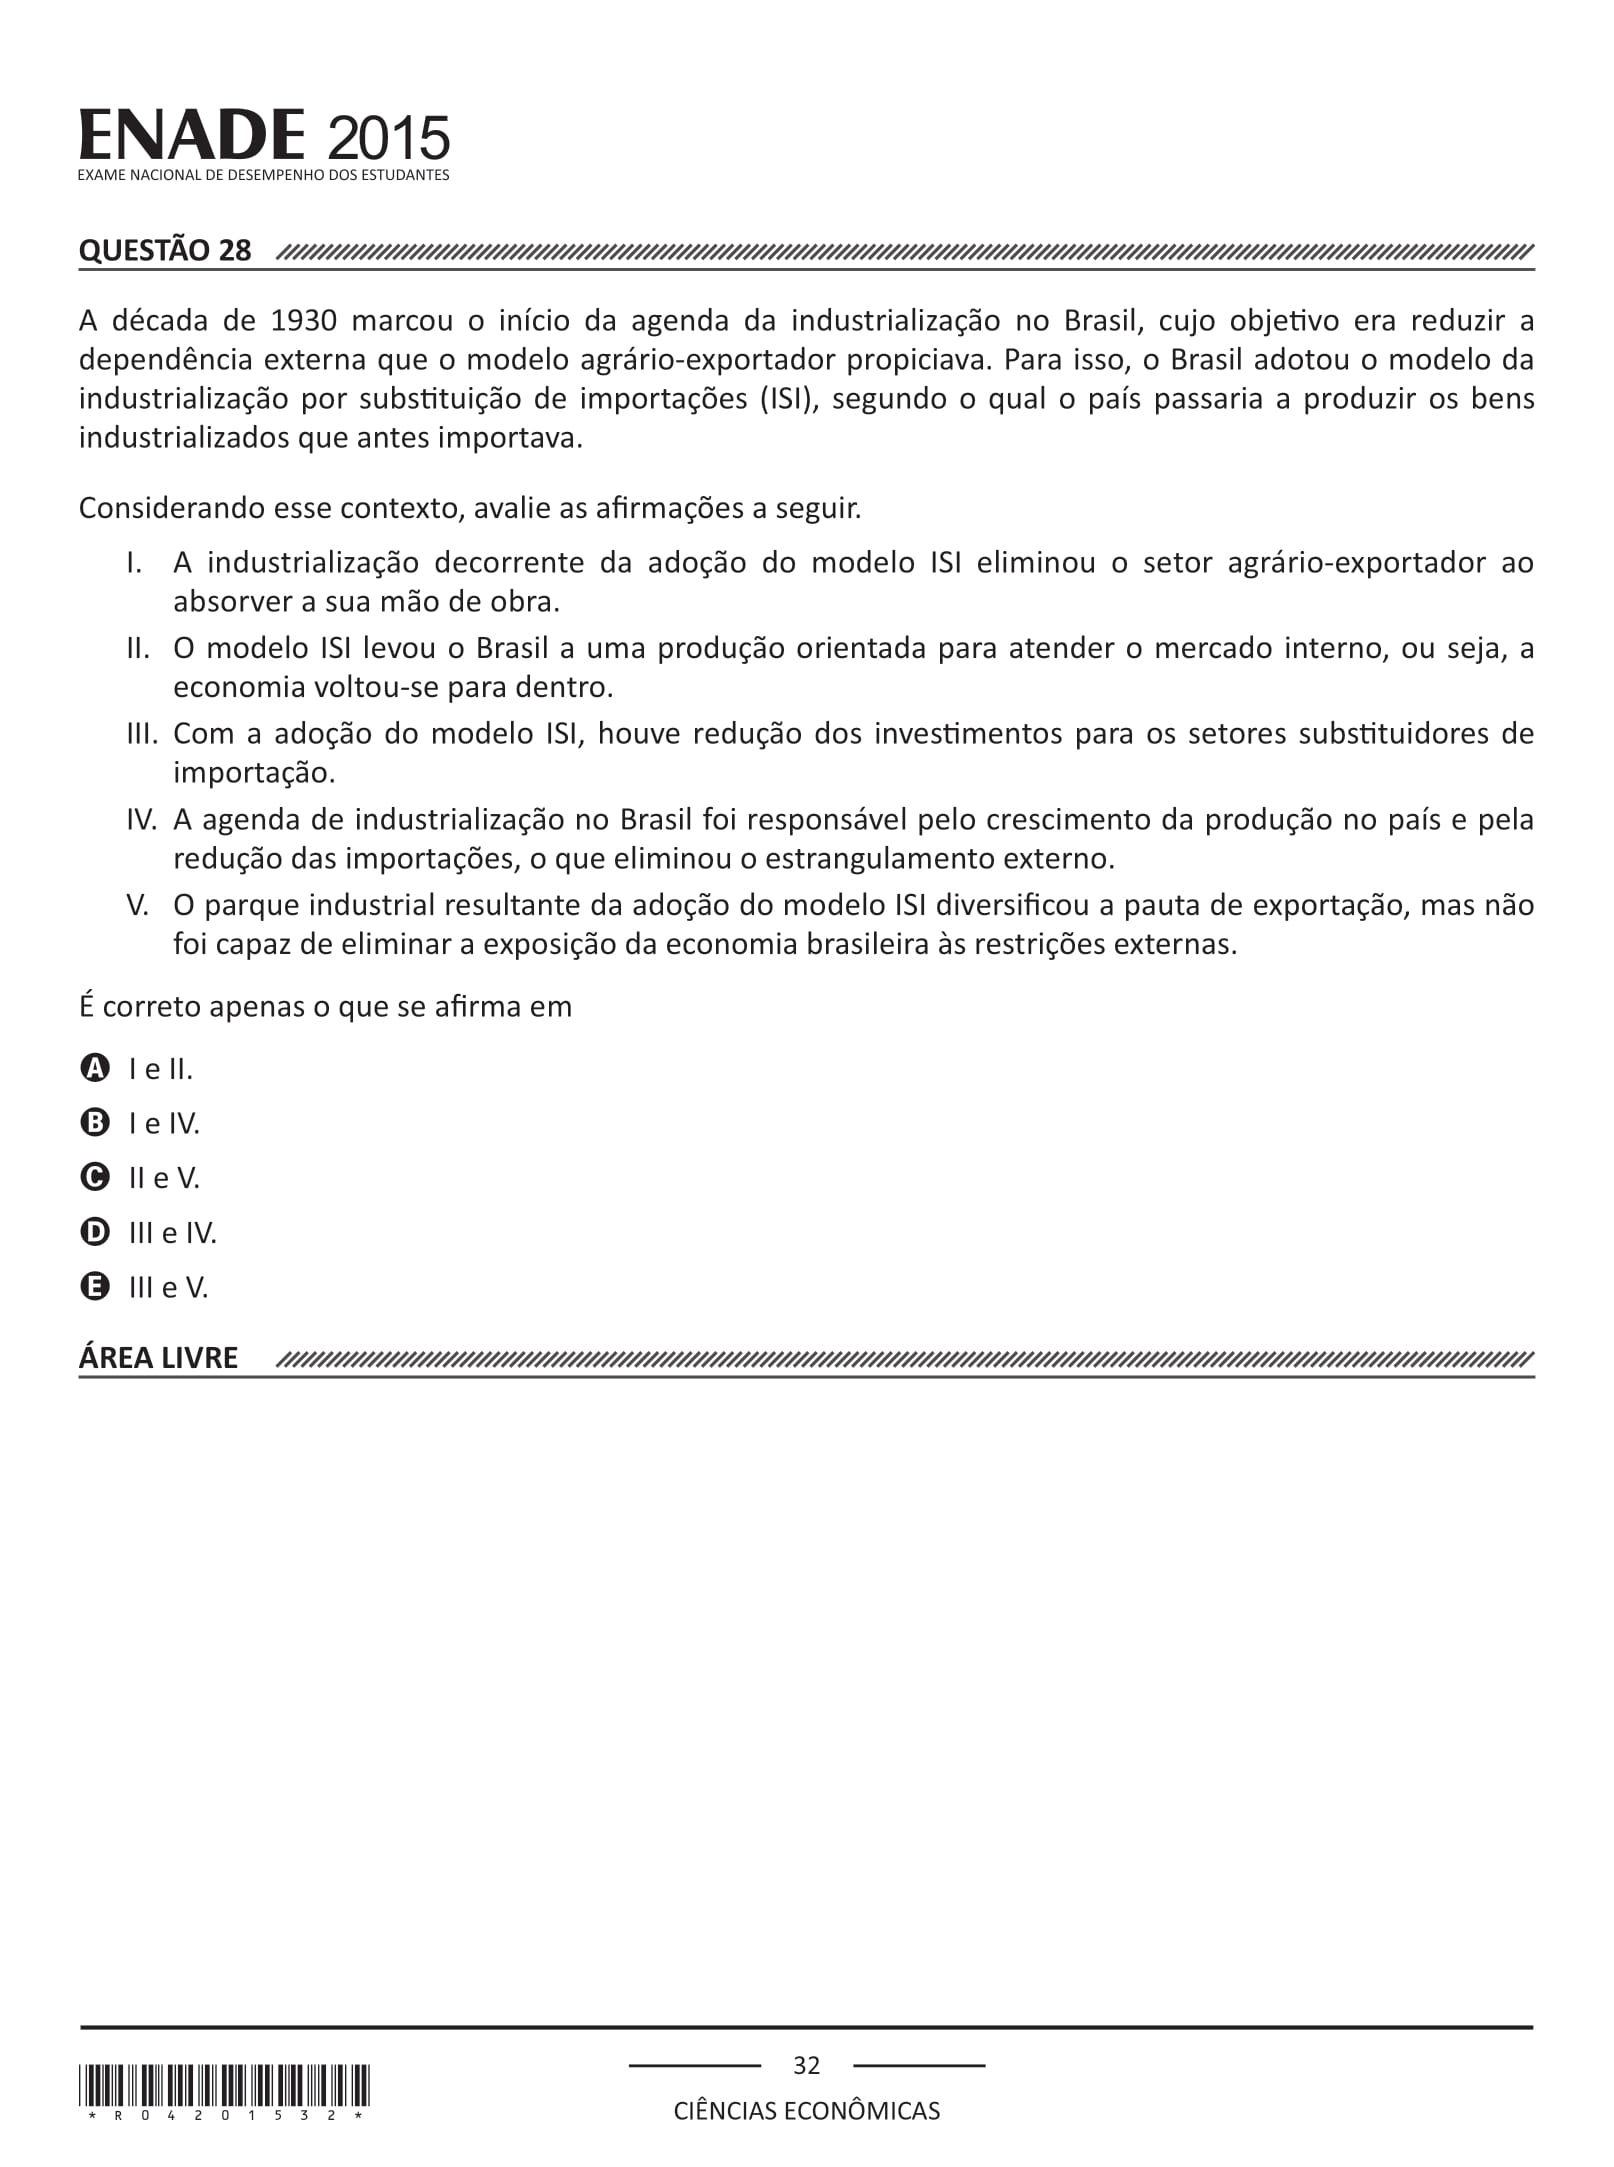 ENADE 2015
EXAME NACIONAL DE DESEMPENHO DOS ESTUDANTES
QUESTÃO 28
A década de 1930 marcou o início da agenda da industrialização no Brasil, cujo objetivo era reduzir a
dependência externa que o modelo agrário-exportador propiciava. Para isso, o Brasil adotou o modelo da
industrialização por substituição de importações (ISI), segundo o qual o país passaria a produzir os bens
industrializados que antes importava.
Considerando esse contexto, avalie as afirmações a seguir.
I. A industrialização decorrente da adoção do modelo ISI eliminou o setor agrário-exportador ao
absorver a sua mão de obra.
II. O modelo ISI levou o Brasil a uma produção orientada para atender o mercado interno, ou seja, a
economia voltou-se para dentro.
III. Com a adoção do modelo ISI, houve redução dos investimentos para os setores substituidores de
importação.
IV. A agenda de industrialização no Brasil foi responsável pelo crescimento da produção no país e pela
redução das importações, o que eliminou o estrangulamento externo.
V. O parque industrial resultante da adoção do modelo ISI diversificou a pauta de exportação, mas não
foi capaz de eliminar a exposição da economia brasileira às restrições externas.
É correto apenas o que se afirma em
A I e II.
B I e IV.
C II e V.
D III e IV.
E III e V.
ÁREA LIVRE
32
CIÊNCIAS ECONÔMICAS
* R 0 4 2 0 1 5 3 2 *